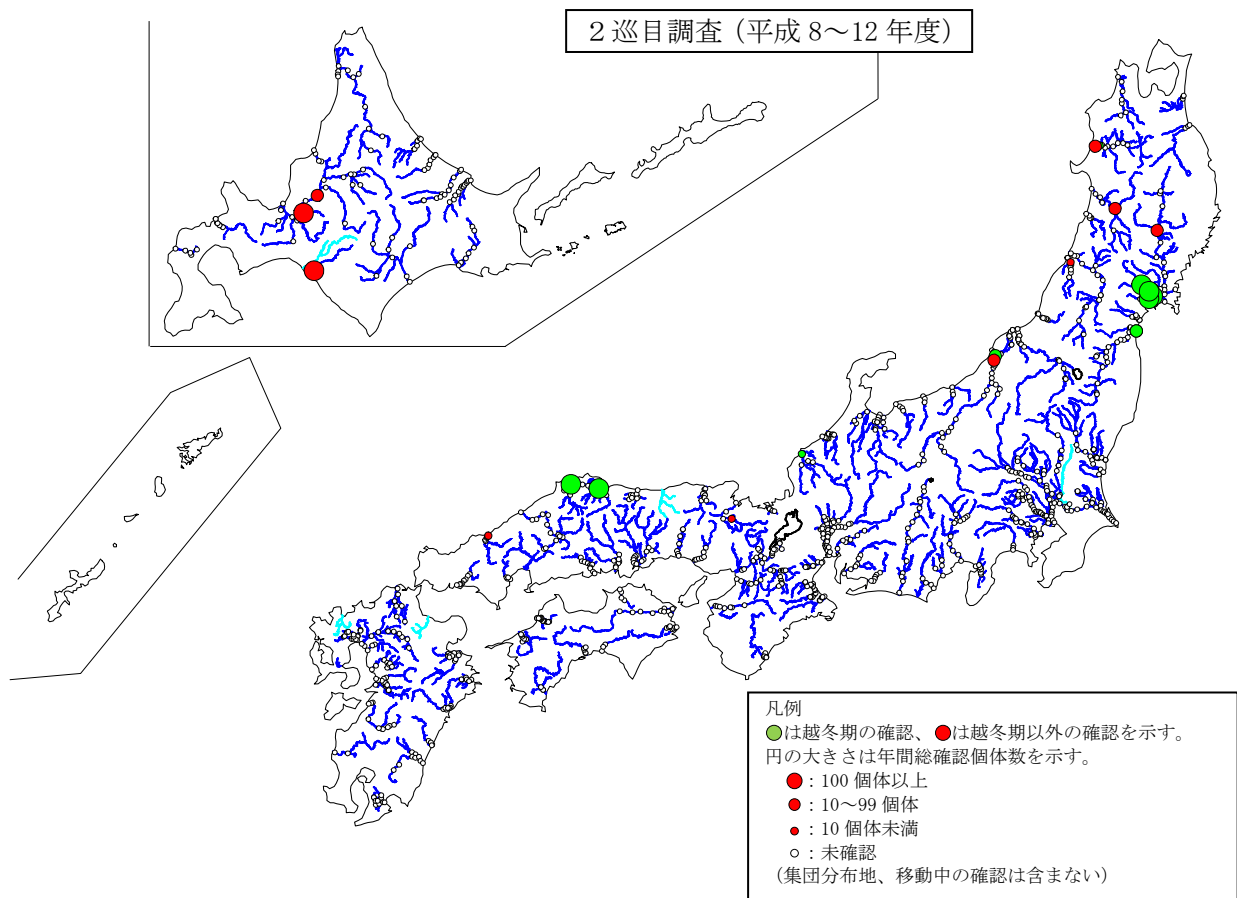 2巡目調査（平成 8～12 年度）
凡例
●は越冬期の確認、●は越冬期以外の確認を示す。
円の大きさは年間総確認個体数を示す。
●：100 個体以上
●：10～99 個体
●：10 個体未満
○：未確認
（集団分布地、移動中の確認は含まない）